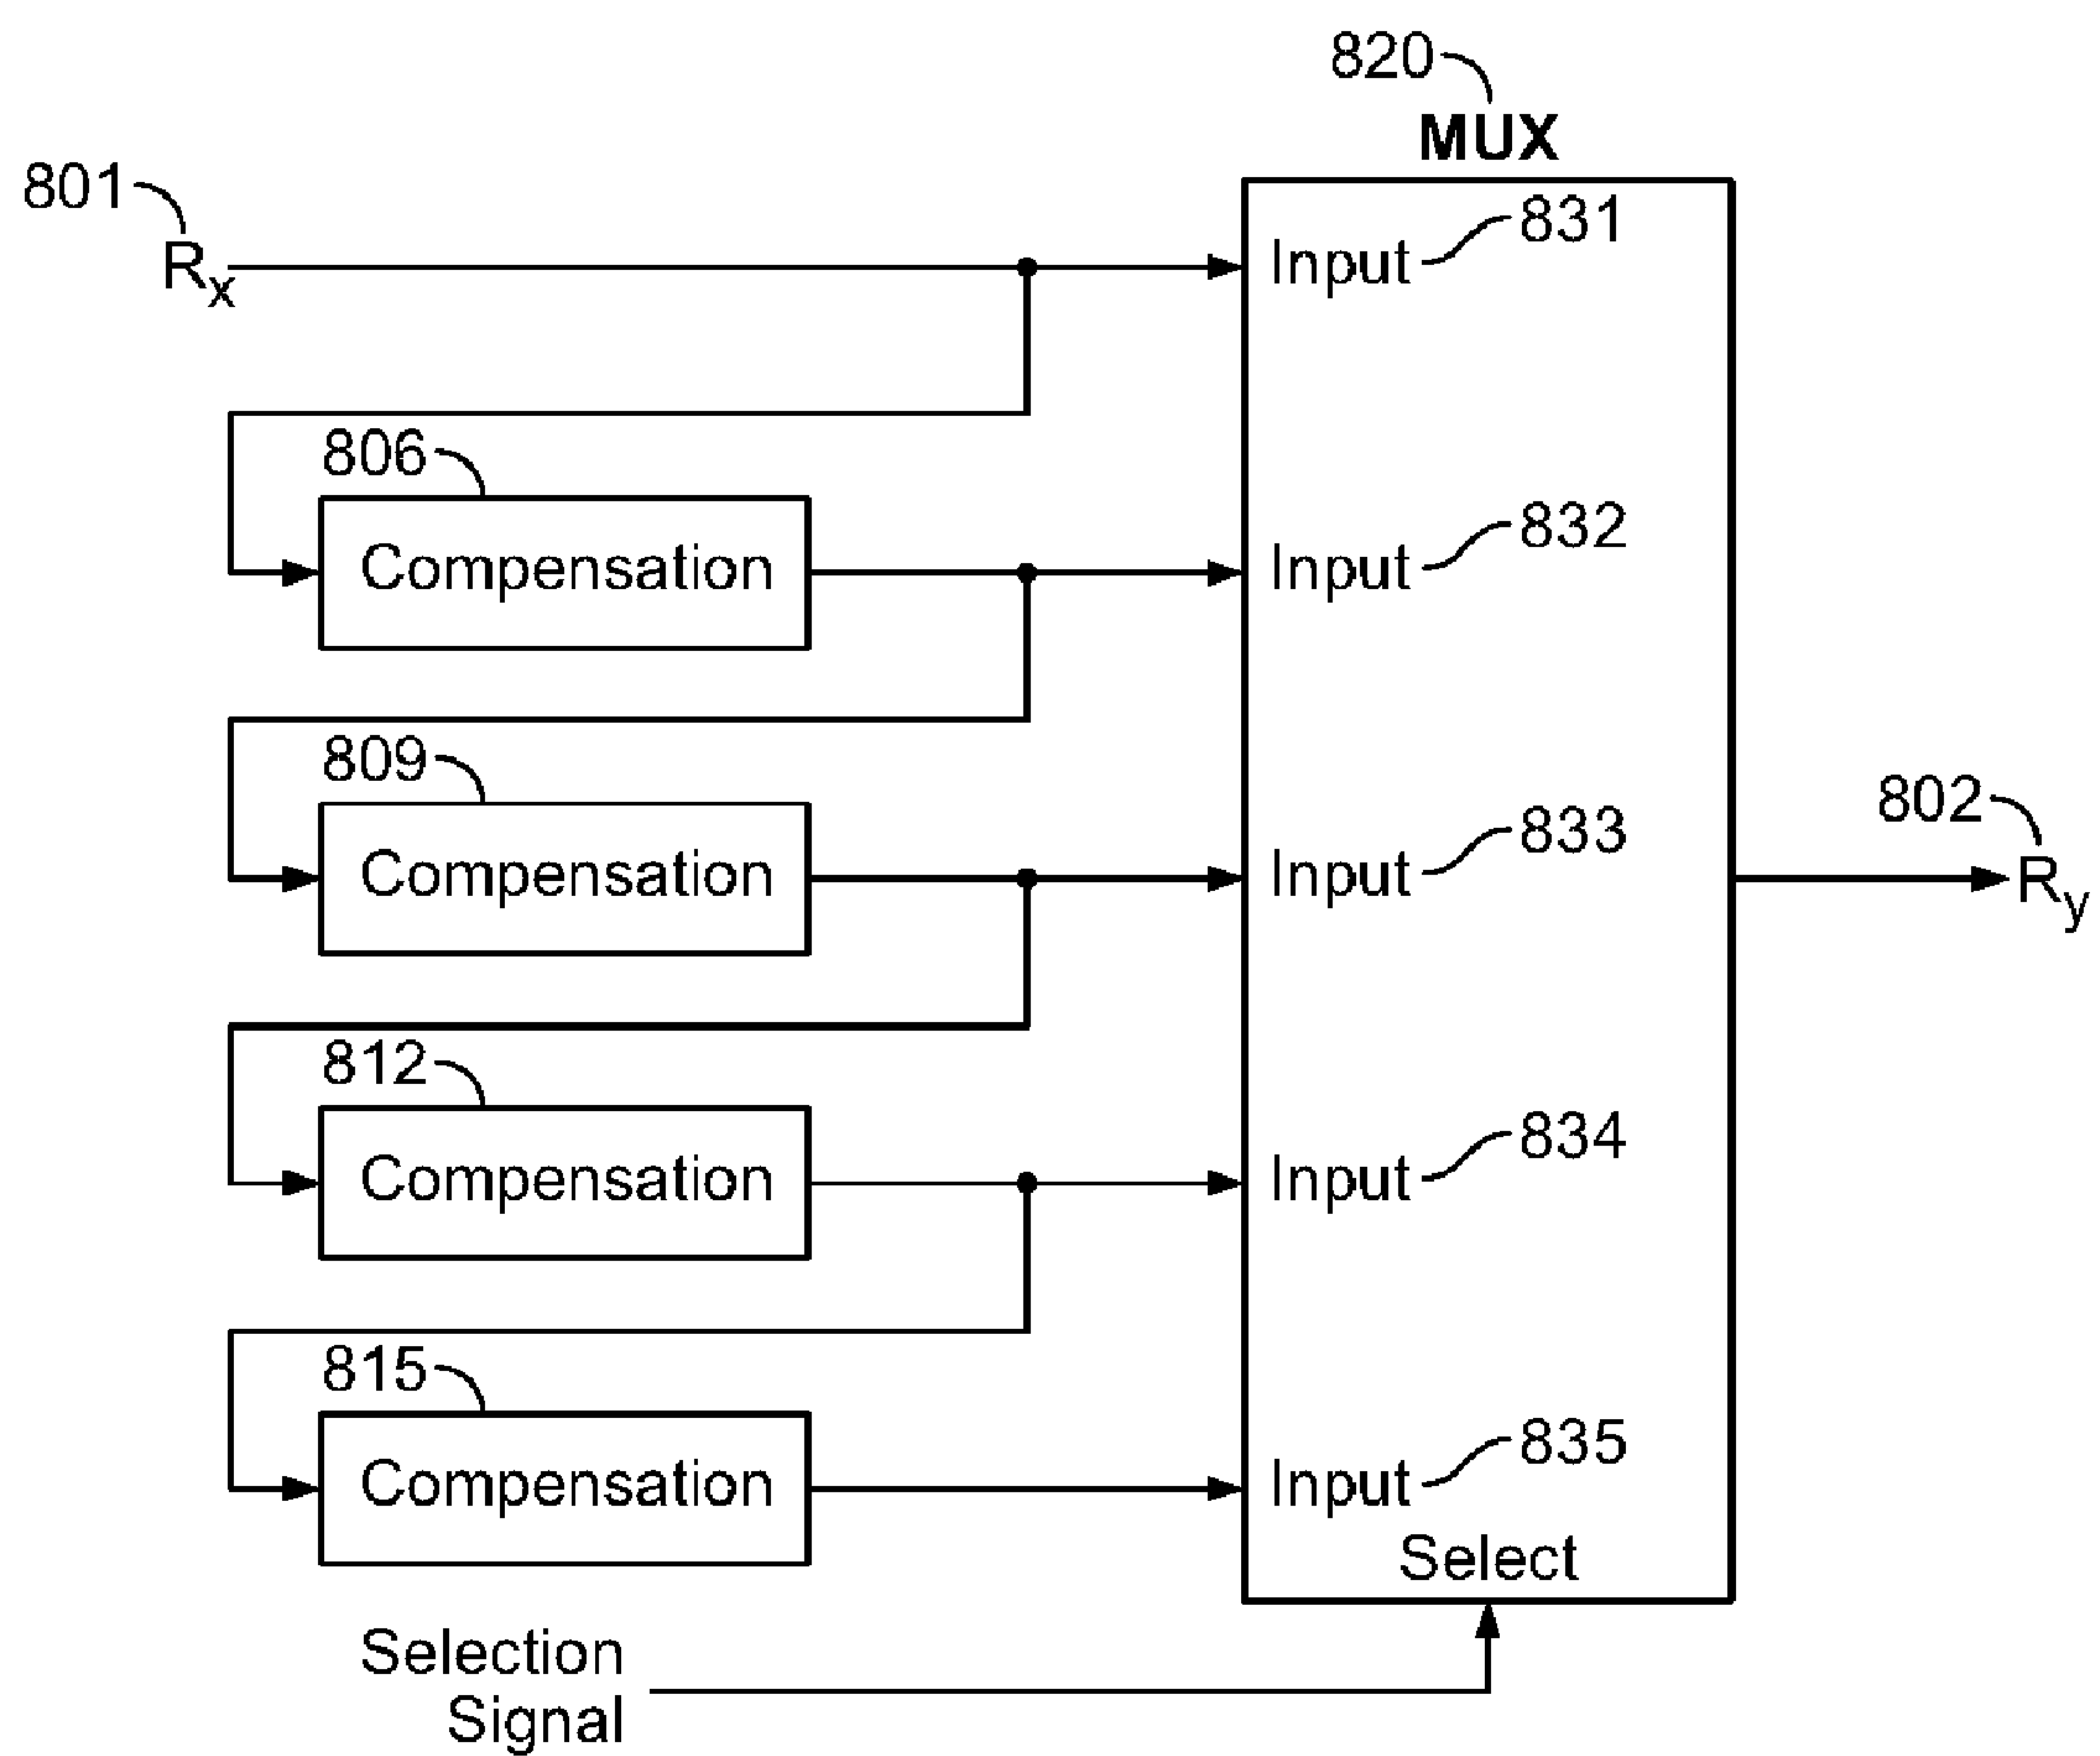 820
MUX
801
Rx
Input
831
806
Compensation
Input
832
809
Compensation
Input
833
802
Ry
812
Compensation
Input
834
815
Compensation
Input
835
Select
Selection
Signal